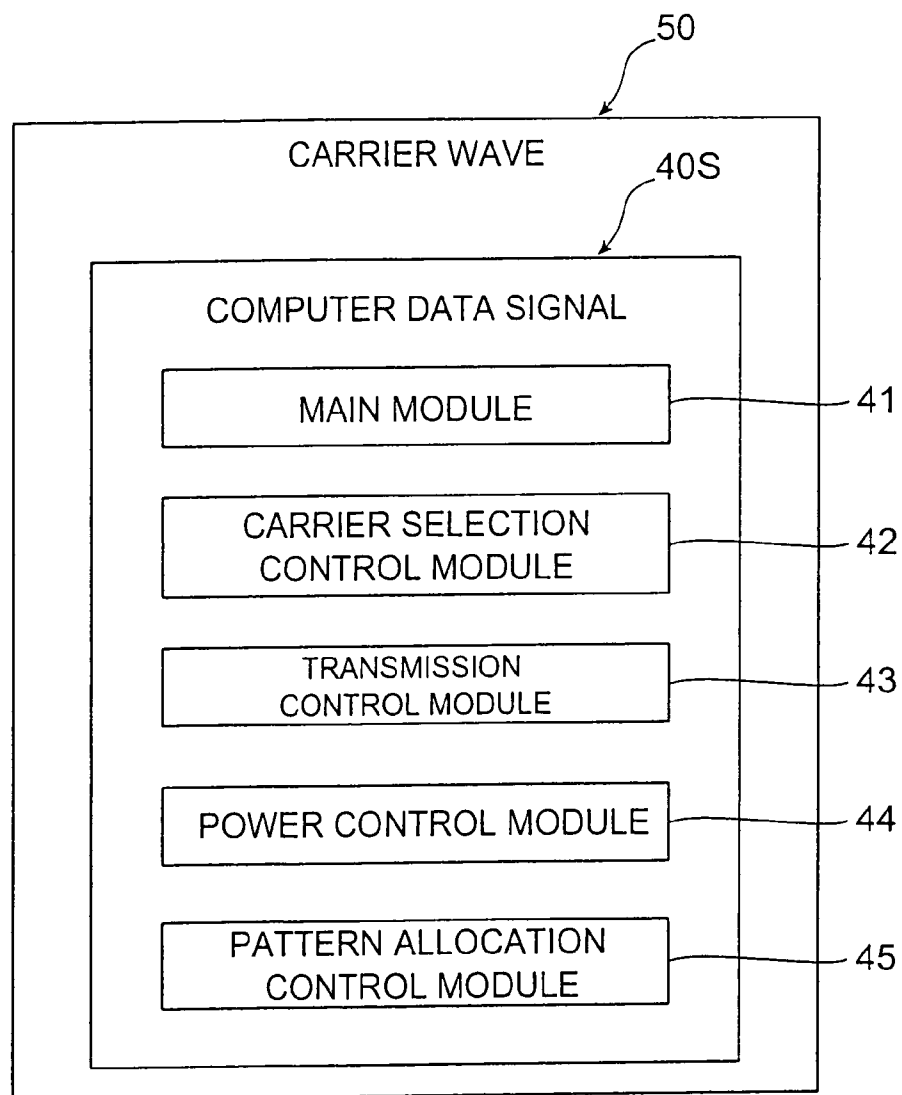 50
CARRIER WAVE
40S
COMPUTER DATA SIGNAL
MAIN MODULE
41
CARRIER SELECTION
CONTROL MODULE
42
TRANSMISSION
CONTROL MODULE
43
POWER CONTROL MODULE
44
PATTERN ALLOCATION
CONTROL MODULE
45